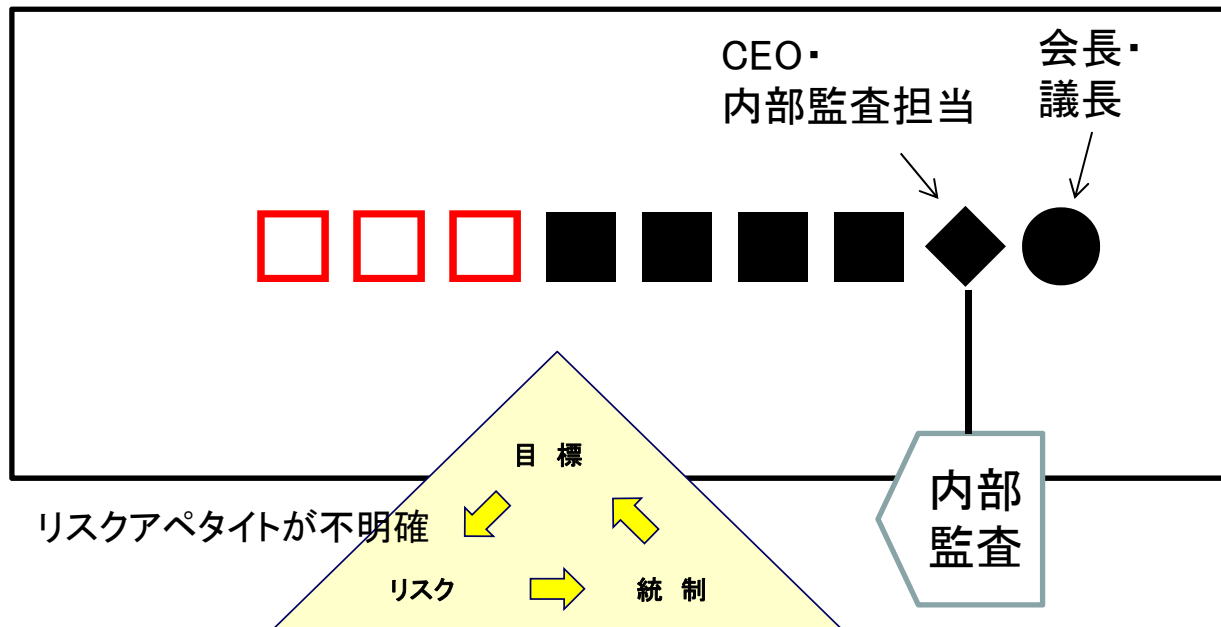 CEO・
内部監査担当
会長・
議長
目 標
リスクアペタイトが不明確
リスク
統 制
内部
監査